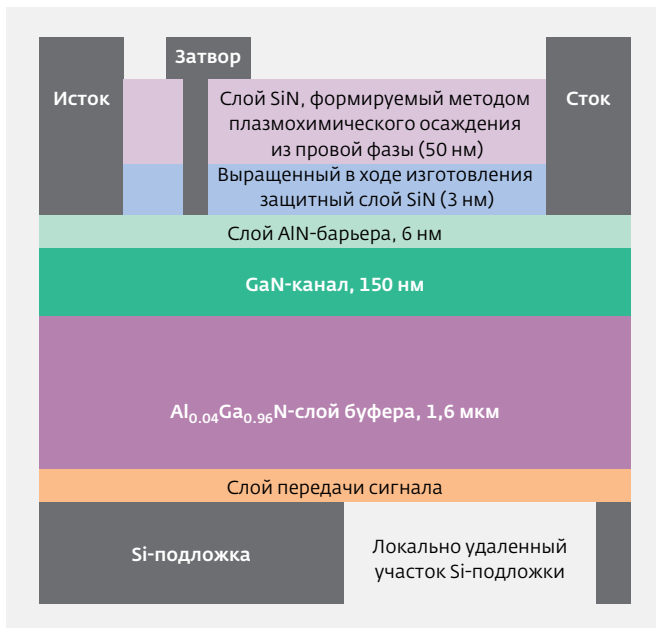 Затвор
Исток
Сток
Слой SiN, формируемый методом
плазмохимического осаждения
из провой фазы (50 нм)
Выращенный в ходе изготовления
защитный слой SiN (3 нм)
Слой AlN-барьера, 6 нм
GaN-канал, 150 нм
Al0.04Ga0.96N-слой буфера, 1,6 мкм
Слой передачи сигнала
Si-подложка
Локально удаленный
участок Si-подложки